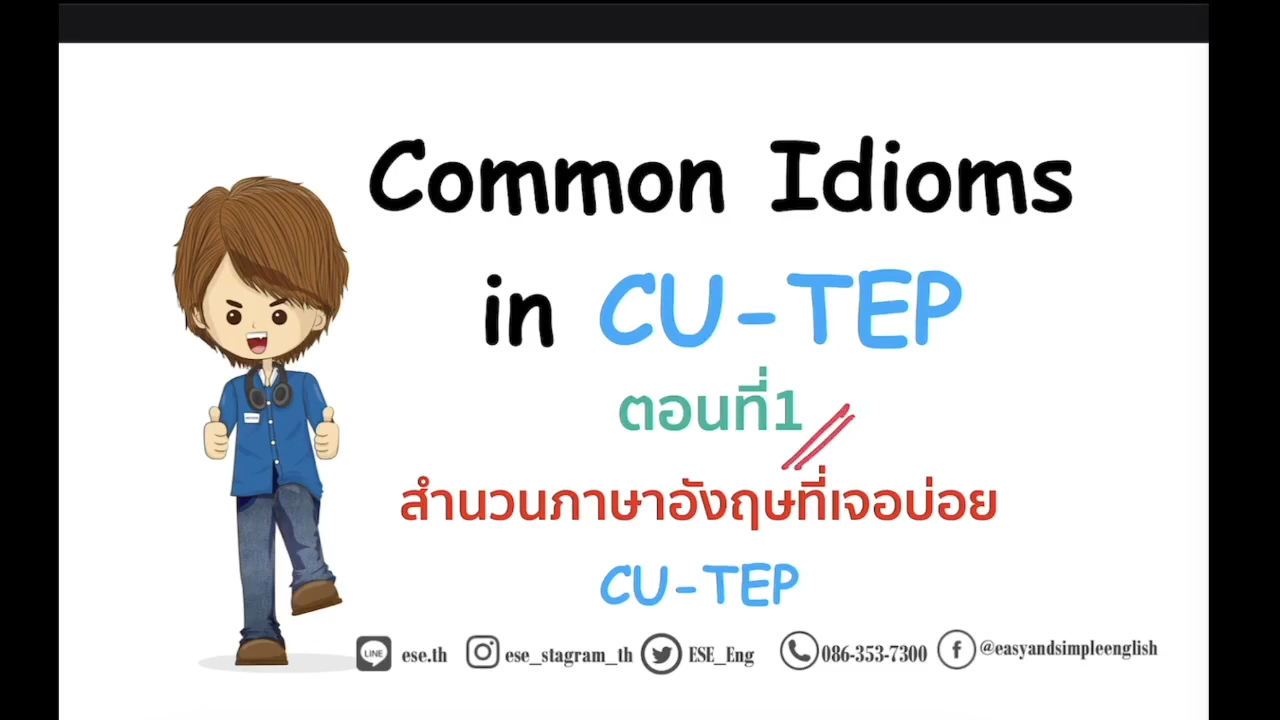 Common Idioms
in CU-TEP
ตอนที่1
สำนวนภาษาอังกฤษที่เจอบ่อย
CU-TEP
LINE ese.th ese_stagram_th ESE_Eng 086-353-7300 @easyandsimpleenglish